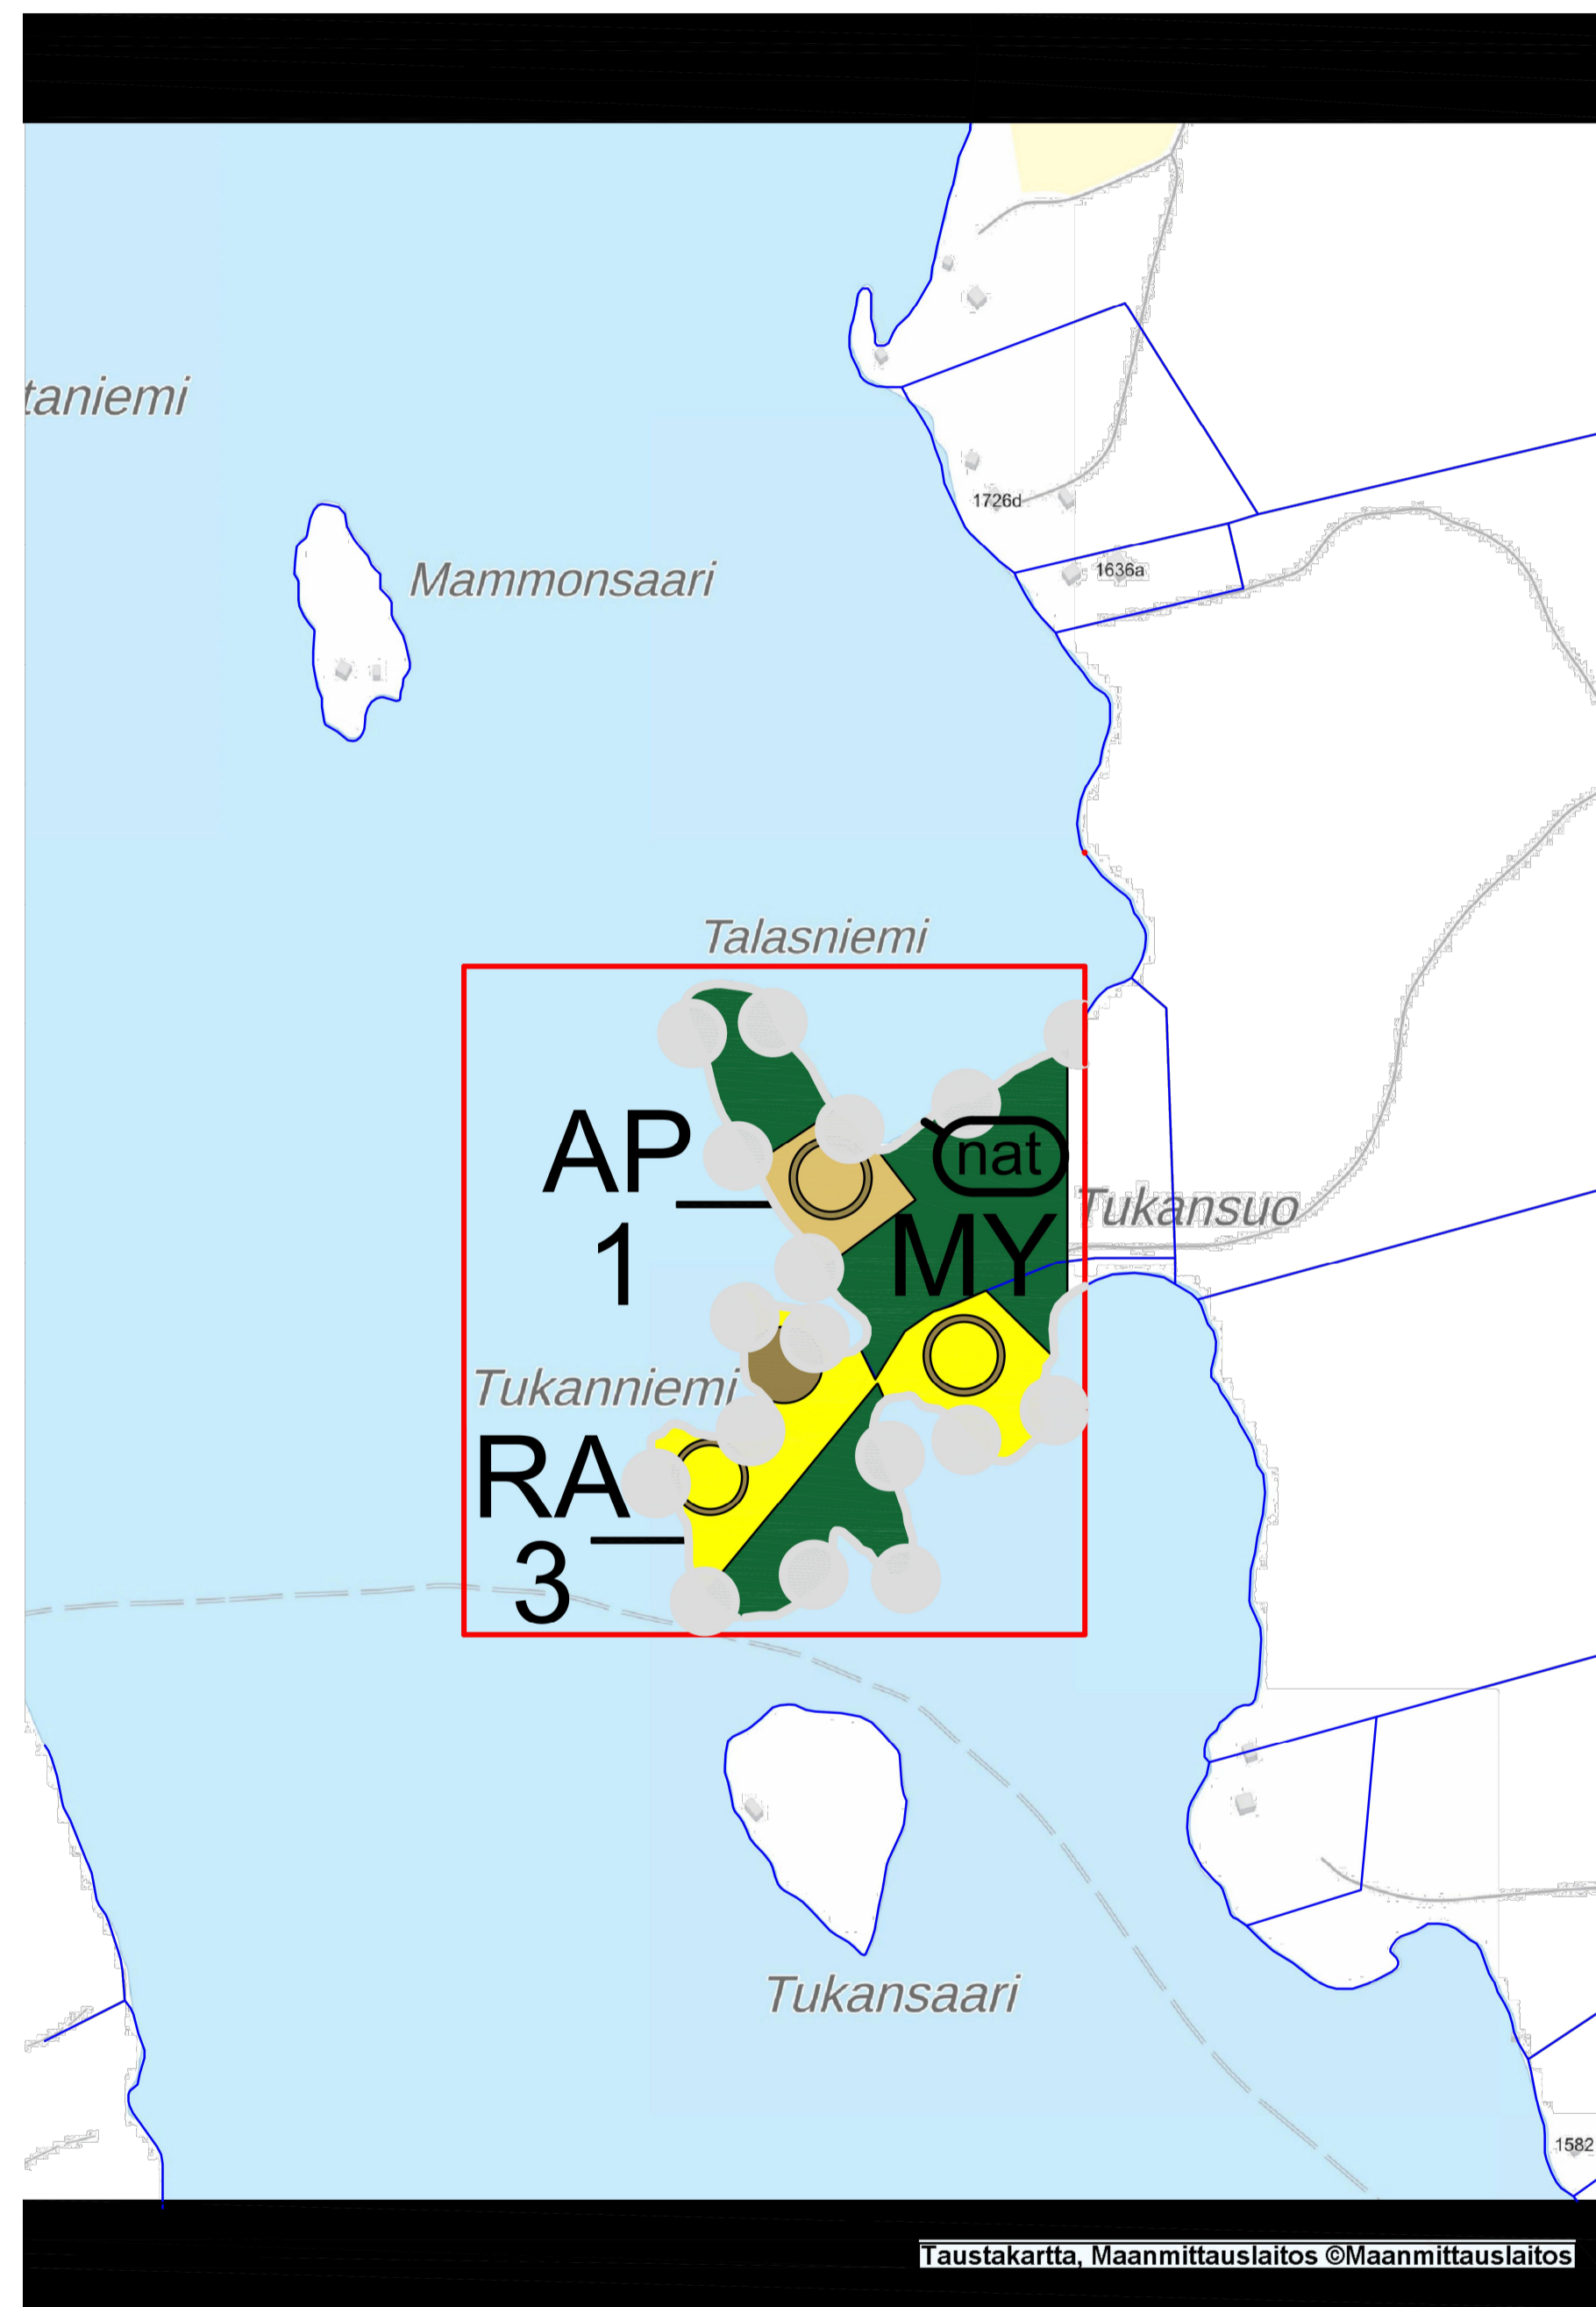 taniemi
1726d
1636a
Mammonsaari
Talasniemi
AP
1
nat
MY
Tukansuo
Tukanniemi
RA
3
Tukansaari
1582
Taustakartta, Maanmittauslaitos ©Maanmittauslaitos